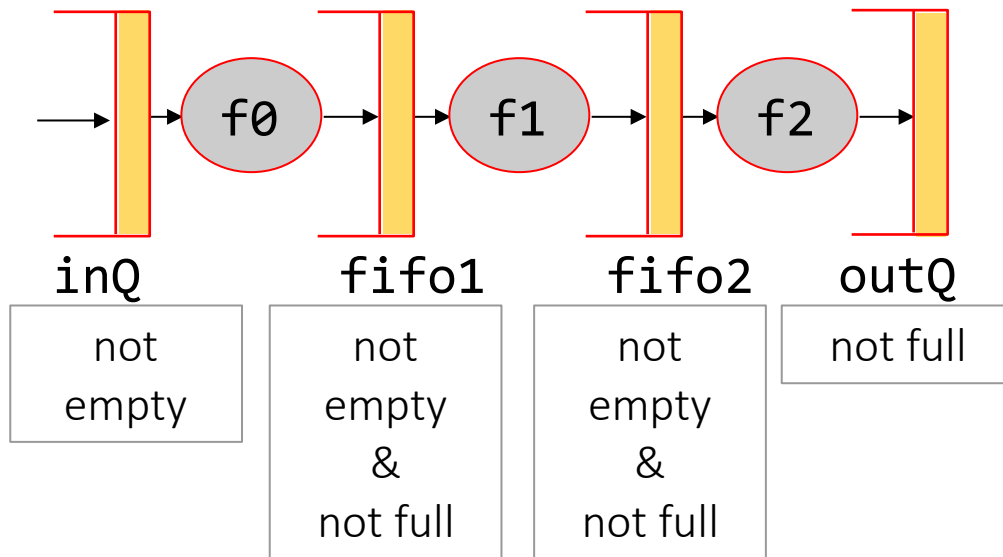 f0 f1 f2
inQ fifo1 fifo2 outQ
not
empty
not
empty
&
not full
not
empty
&
not full
not full